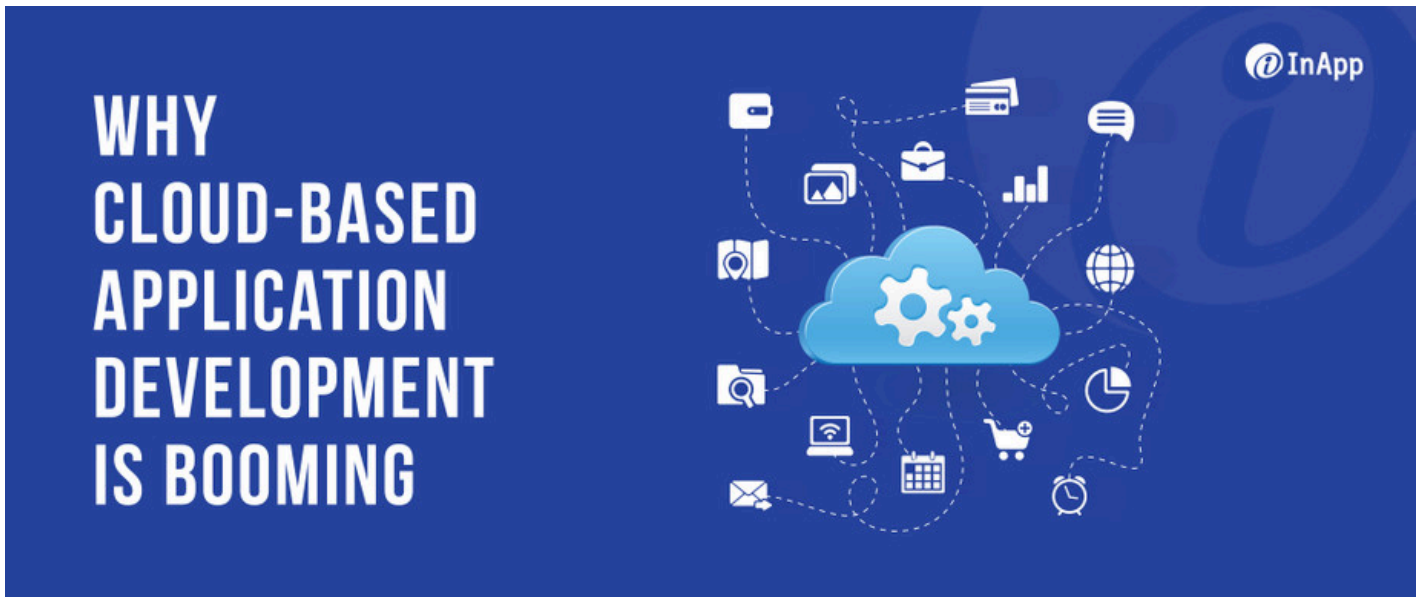 WHY
CLOUD-BASED
APPLICATION
DEVELOPMENT
IS BOOMING
InApp